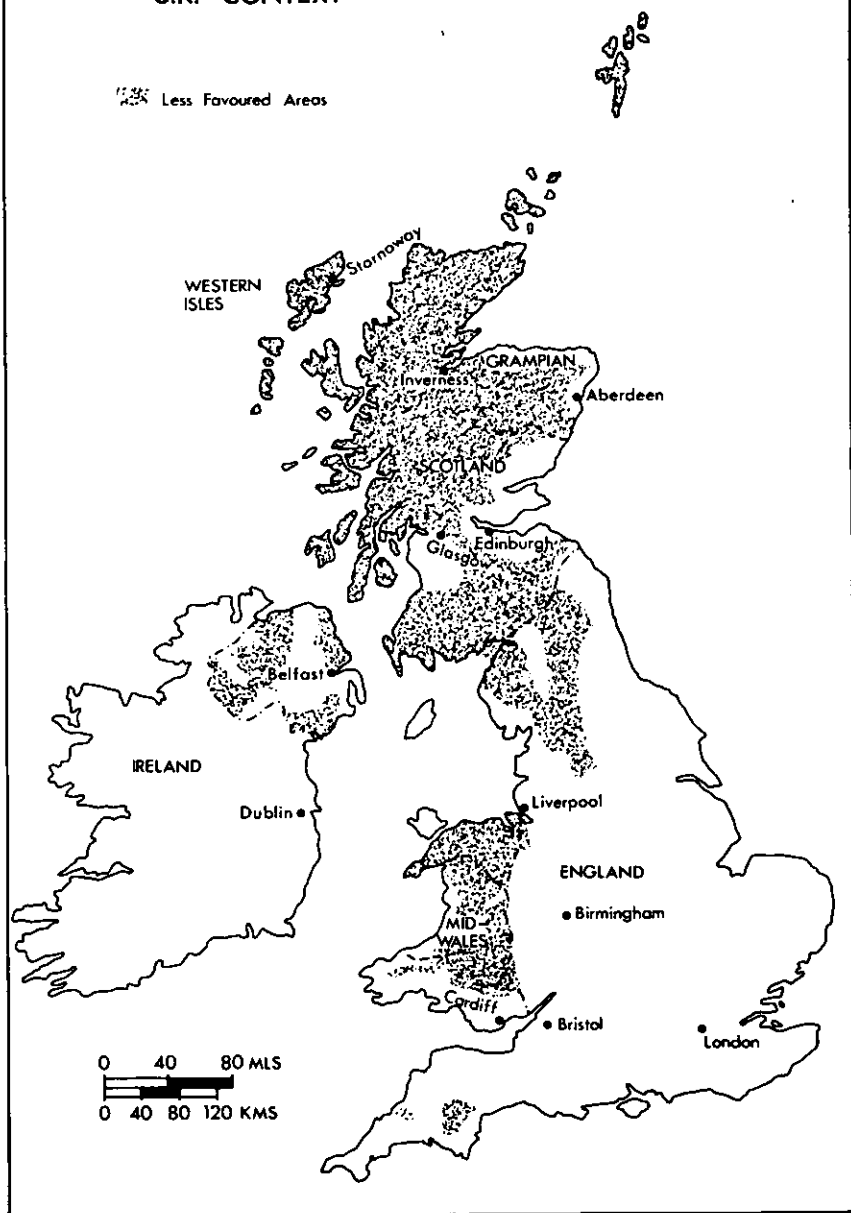 U.K. CONTEXT
Less Favoured Areas
Stornoway
WESTERN
ISLES
GRAMPIAN
Inverness
Aberdeen
SCOTLAND
Edinburgh
Glasgow
Belfast
IRELAND
Dublin
Liverpool
ENGLAND
Birmingham
MID-
WALES
Cardiff
Bristol
London
0 40 80 MLS
0 40 80 120 KMS